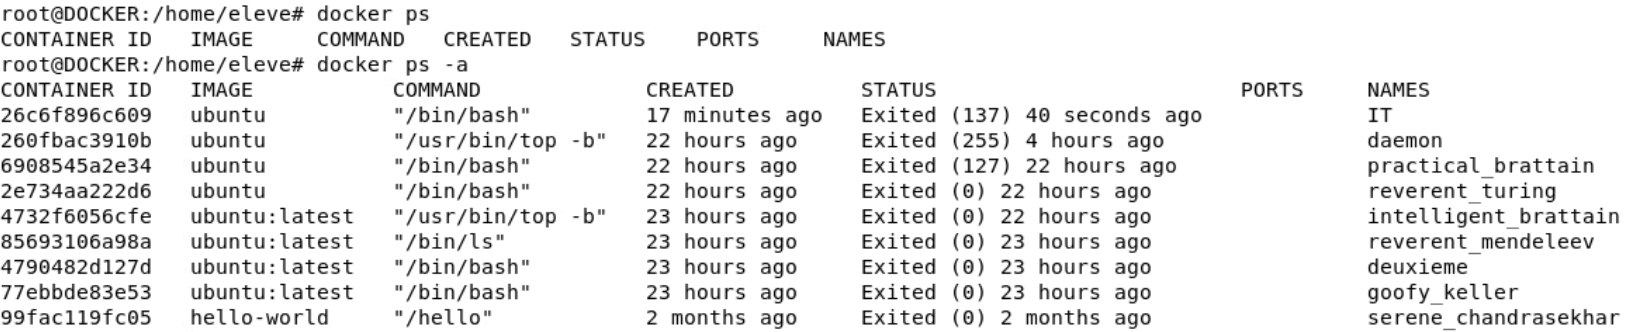 root@DOCKER:/home/eleve# docker ps
CONTAINER ID   IMAGE     COMMAND   CREATED   STATUS    PORTS     NAMES
root@DOCKER:/home/eleve# docker ps -a
CONTAINER ID   IMAGE           COMMAND             CREATED          STATUS                        PORTS     NAMES
26c6f896c609   ubuntu          "/bin/bash"         17 minutes ago   Exited (137) 40 seconds ago             IT
260fbac3910b   ubuntu          "/usr/bin/top -b"   22 hours ago     Exited (255) 4 hours ago                daemon
6908545a2e34   ubuntu          "/bin/bash"         22 hours ago     Exited (127) 22 hours ago               practical_brattain
2e734aa222d6   ubuntu          "/bin/bash"         22 hours ago     Exited (0) 22 hours ago                 reverent_turing
4732f6056cfe   ubuntu:latest   "/usr/bin/top -b"   23 hours ago     Exited (0) 22 hours ago                 intelligent_brattain
85693106a98a   ubuntu:latest   "/bin/ls"           23 hours ago     Exited (0) 23 hours ago                 reverent_mendeleev
4790482d127d   ubuntu:latest   "/bin/bash"         23 hours ago     Exited (0) 23 hours ago                 deuxieme
77ebbde83e53   ubuntu:latest   "/bin/bash"         23 hours ago     Exited (0) 23 hours ago                 goofy_keller
99fac119fc05   hello-world     "/hello"            2 months ago     Exited (0) 2 months ago                 serene_chandrasekhar